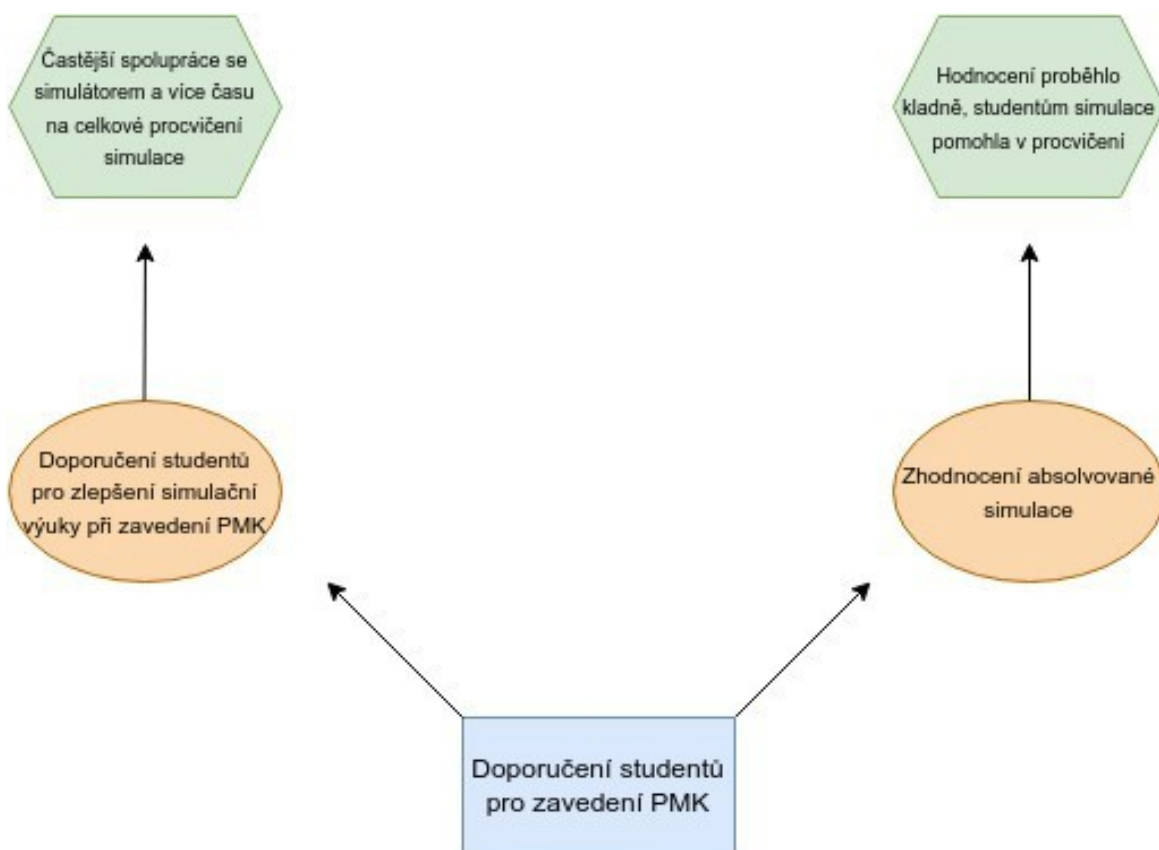 Častější spolupráce se
simulátorem a více času
na celkové procvičení
simulace
Hodnocení proběhlo
kladně, studentům simulace
pomohla v procvičení
Doporučení studentů
pro zlepšení simulační
výuky při zavedení PMK
Zhodnocení absolvované
simulace
Doporučení studentů
pro zavedení PMK